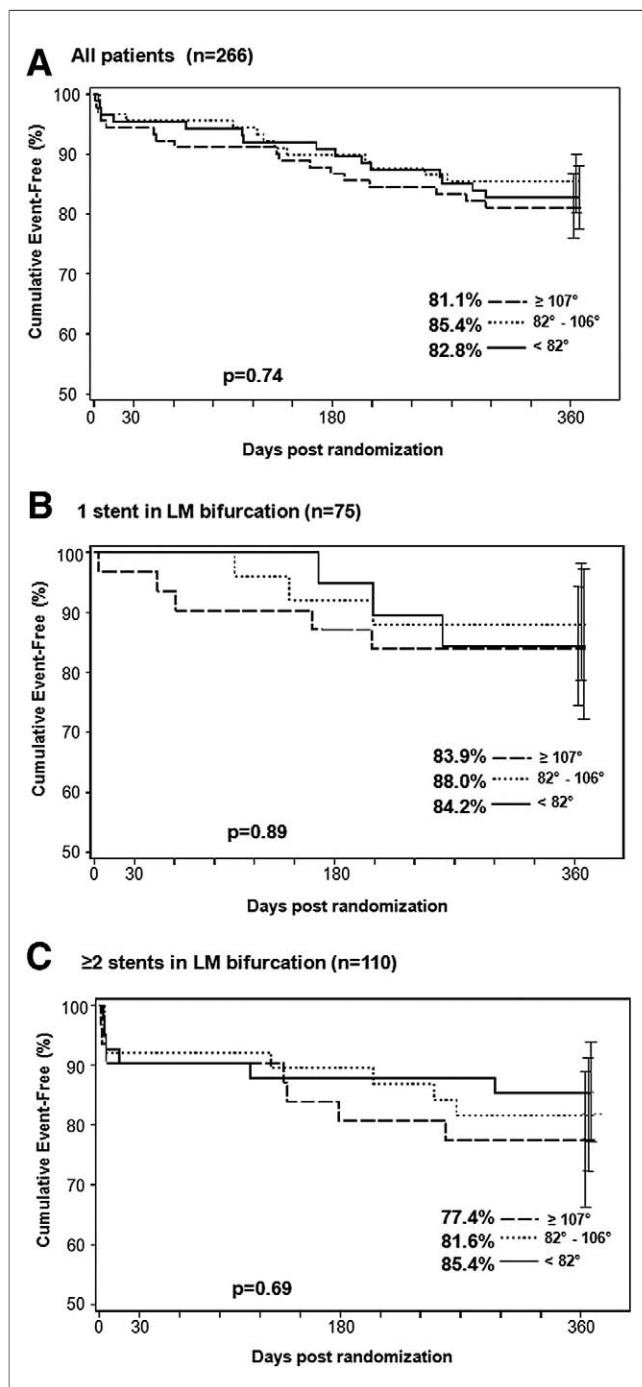 A All patients (n=266)
Cumulative Event-Free (%)
100
90
80
70
60
50
81.1% ≥ 107°
85.4% 82° - 106°
82.8% < 82°
p=0.74
0 30 180 360
Days post randomization
B 1 stent in LM bifurcation (n=75)
Cumulative Event-Free (%)
100
90
80
70
60
50
83.9% ≥ 107°
88.0% 82° - 106°
84.2% < 82°
p=0.89
0 30 180 360
Days post randomization
C ≥2 stents in LM bifurcation (n=110)
Cumulative Event-Free (%)
100
90
80
70
60
50
77.4% ≥ 107°
81.6% 82° - 106°
85.4% < 82°
p=0.69
0 30 180 360
Days post randomization